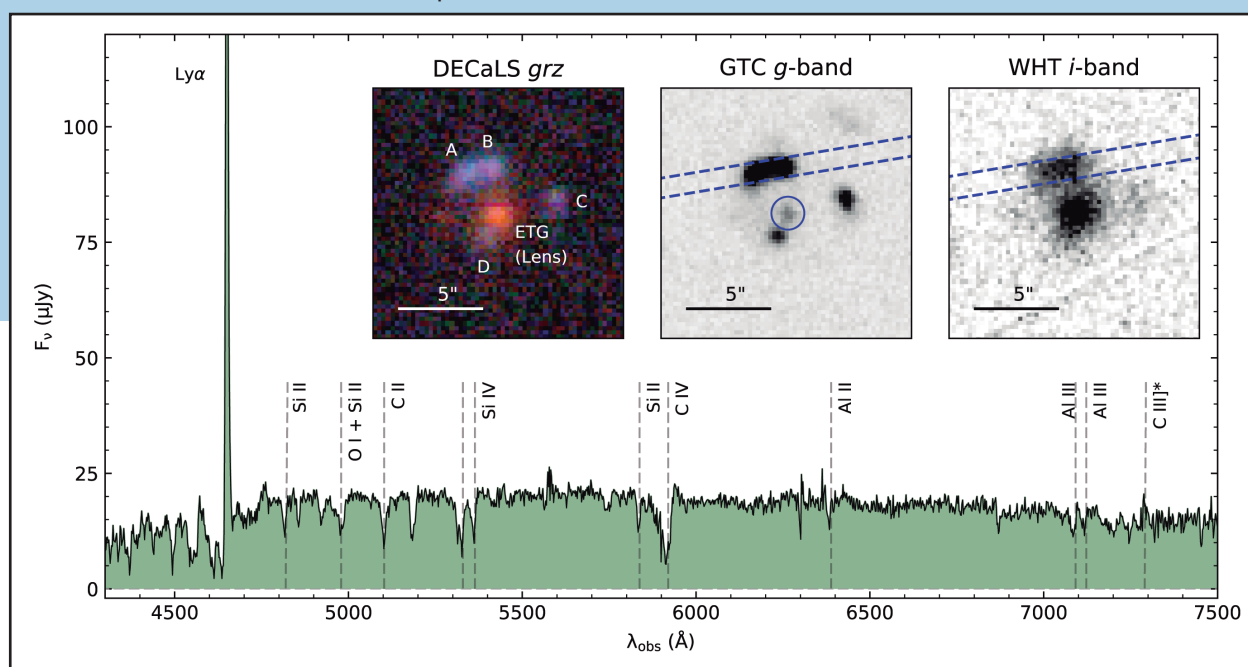 DECaLS grz
GTC g-band
WHT i-band
Lyα
A
B
C
ETG
(Lens)
D
5"
5"
5"
100
75
50
25
0
Fν (μJy)
Si II
O I + Si II
C II
Si IV
Si II
C IV
Al II
Al III
Al III
C III]*
4500
5000
5500
6000
6500
7000
7500
λobs (Å)